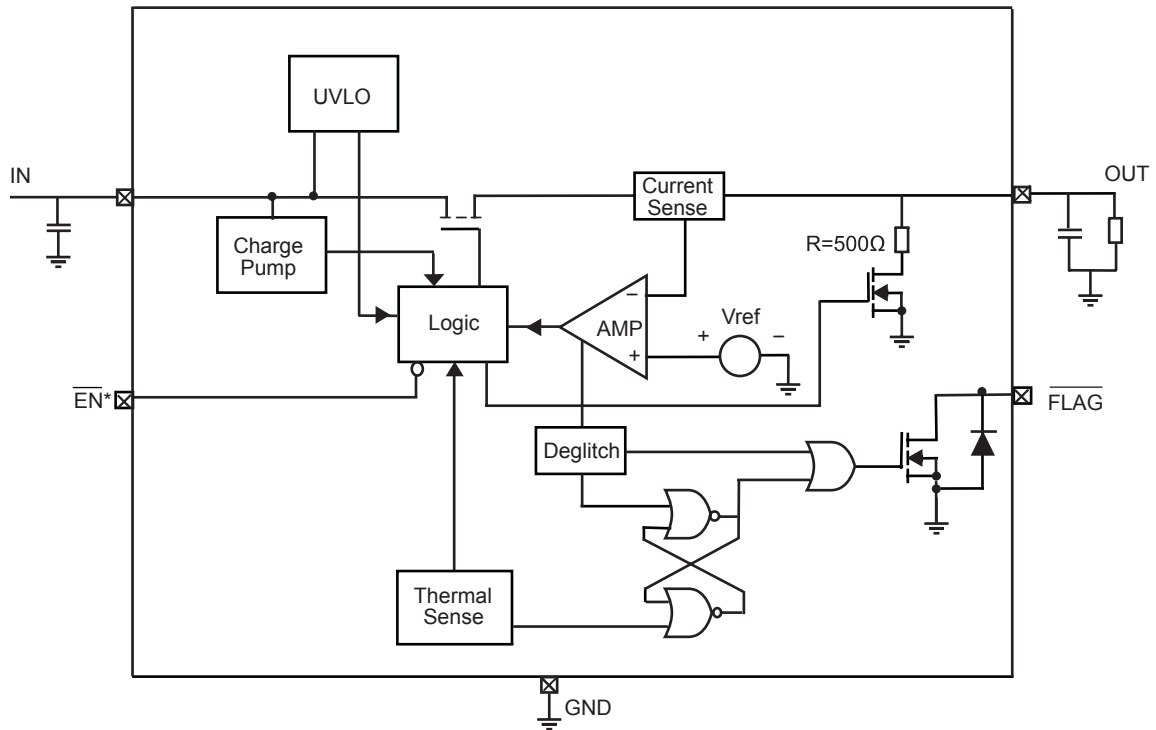 UVLO
IN
OUT
Current
Sense
R=500Ω
Charge
Pump
Logic
−
AMP
+
+
Vref
−
EN*
FLAG
Deglitch
Thermal
Sense
GND